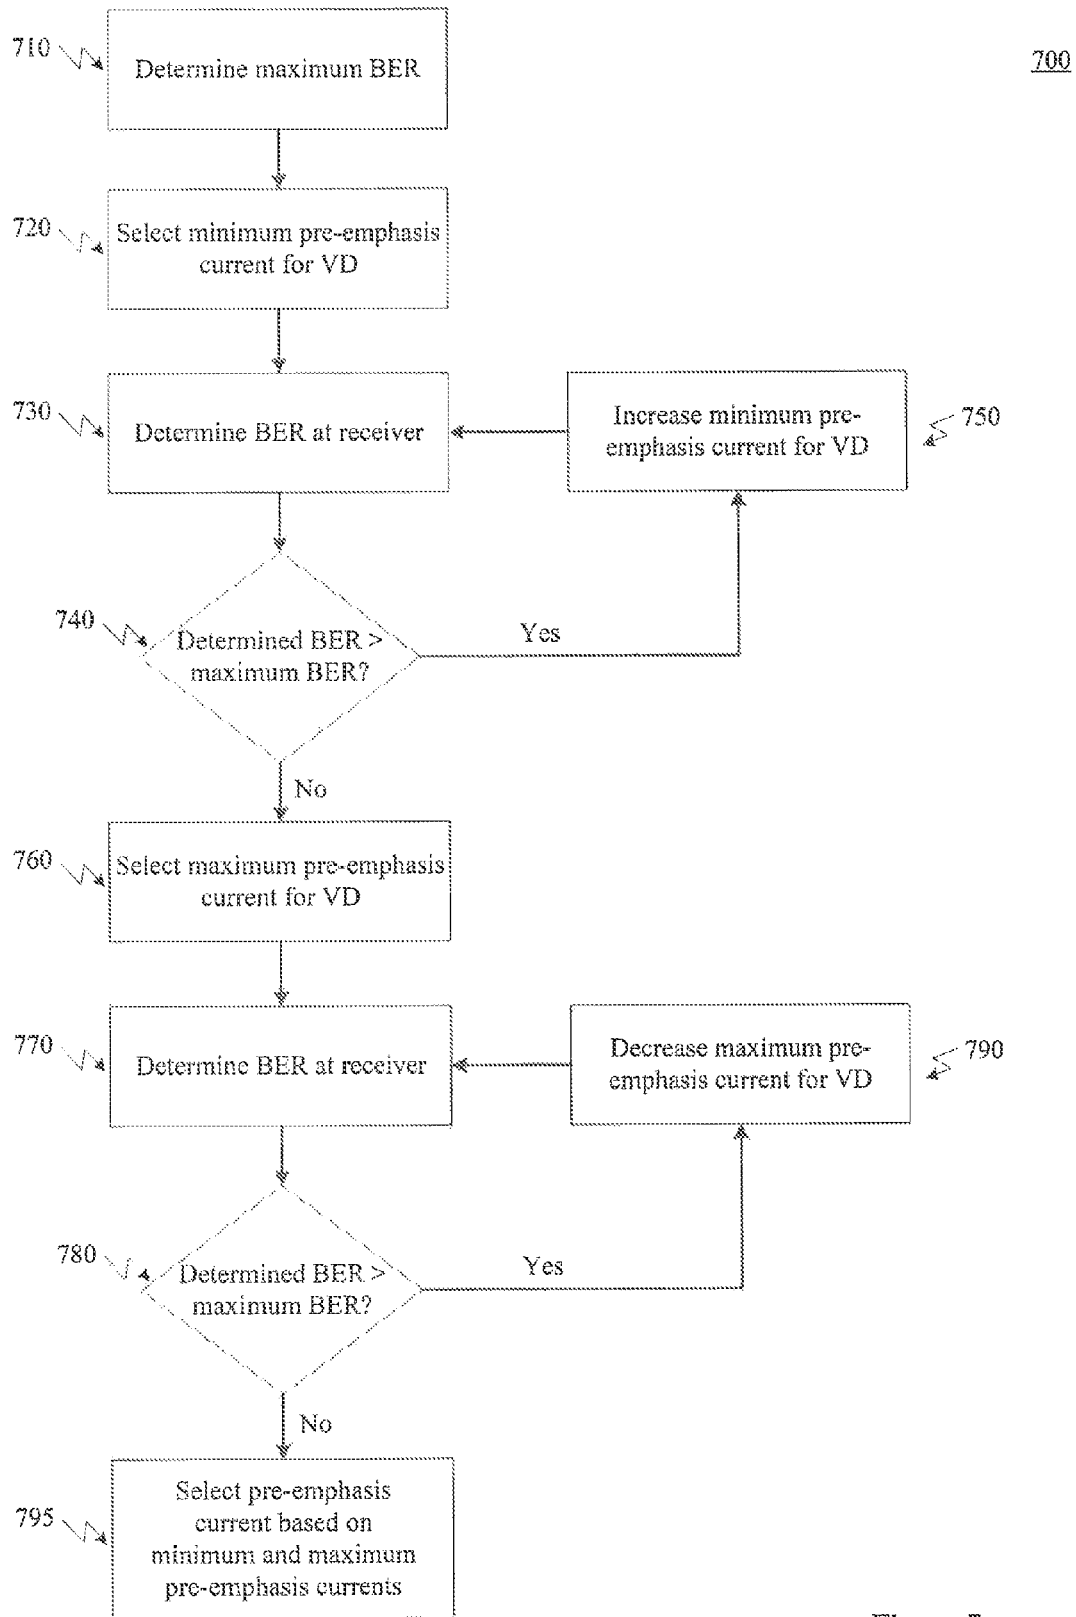 710
Determine maximum BER
700
720
Select minimum pre-emphasis
current for VD
730
Determine BER at receiver
Increase minimum pre-
emphasis current for VD
750
740
Determined BER >
maximum BER?
Yes
No
760
Select maximum pre-emphasis
current for VD
770
Determine BER at receiver
Decrease maximum pre-
emphasis current for VD
790
780
Determined BER >
maximum BER?
Yes
No
795
Select pre-emphasis
current based on
minimum and maximum
pre-emphasis currents